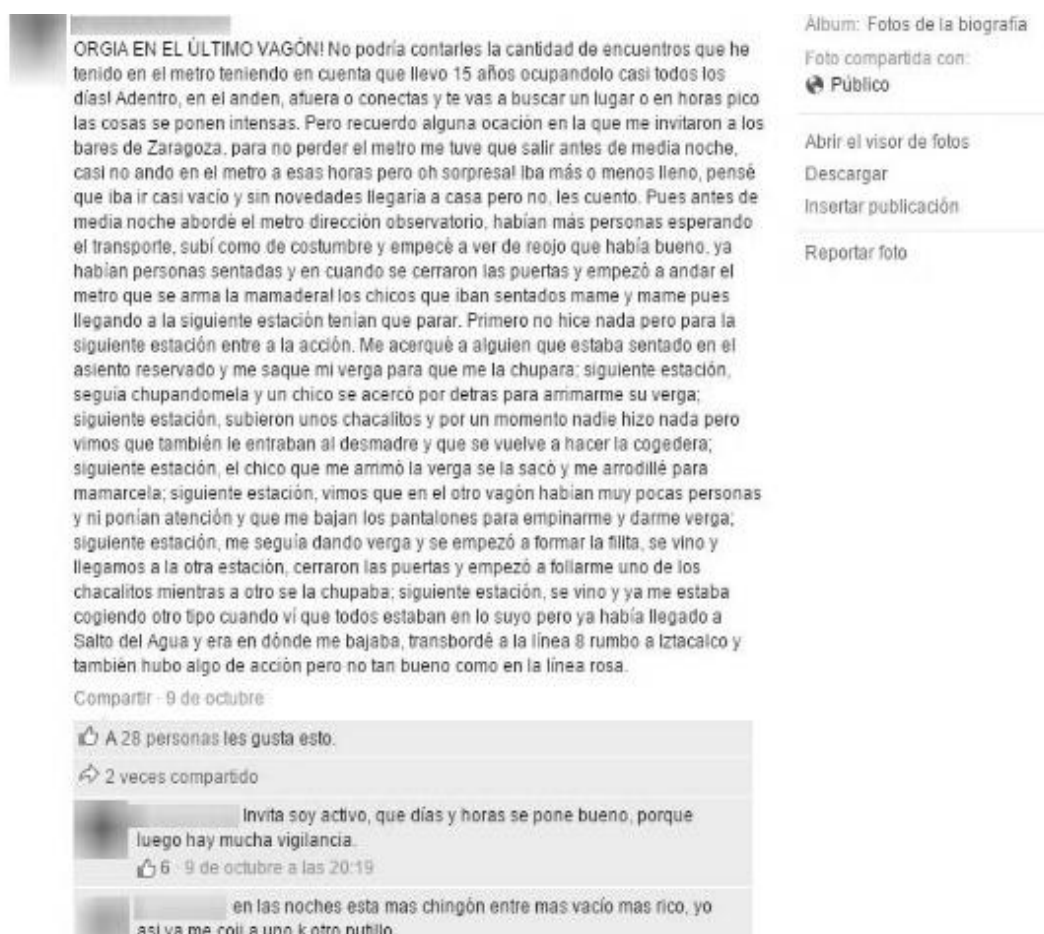 ORGIA EN EL ÚLTIMO VAGÓN! No podría contarles la cantidad de encuentros que he
tenido en el metro teniendo en cuenta que llevo 15 años ocupandolo casi todos los
días! Adentro, en el anden, afuera o conectas y te vas a buscar un lugar o en horas pico
las cosas se ponen intensas. Pero recuerdo alguna ocación en la que me invitaron a los
bares de Zaragoza, para no perder el metro me tuve que salir antes de media noche,
casi no ando en el metro a esas horas pero oh sorpresa! Iba más o menos lleno, pensé
que iba ir casi vacío y sin novedades llegaría a casa pero no, les cuento. Pues antes de
media noche abordé el metro dirección observatorio, habían más personas esperando
el transporte, subí como de costumbre y empecé a ver de reojo que había bueno, ya
habían personas sentadas y en cuando se cerraron las puertas y empezó a andar el
metro que se arma la mamadera! los chicos que iban sentados mame y mame pues
llegando a la siguiente estación tenían que parar. Primero no hice nada pero para la
siguiente estación entre a la acción. Me acerqué a alguien que estaba sentado en el
asiento reservado y me saque mi verga para que me la chupara; siguiente estación,
seguía chupandomela y un chico se acercó por detras para arrimarme su verga;
siguiente estación, subieron unos chacalitos y por un momento nadie hizo nada pero
vimos que también le entraban al desmadre y que se vuelve a hacer la cogedera;
siguiente estación, el chico que me arrimó la verga se la sacó y me arrodillé para
mamarcela; siguiente estación, vimos que en el otro vagón habían muy pocas personas
y ni ponían atención y que me bajan los pantalones para empinarme y darme verga;
siguiente estación, me seguía dando verga y se empezó a formar la filita, se vino y
llegamos a la otra estación, cerraron las puertas y empezó a follarme uno de los
chacalitos mientras a otro se la chupaba; siguiente estación, se vino y ya me estaba
cogiendo otro tipo cuando ví que todos estaban en lo suyo pero ya había llegado a
Salto del Agua y era en dónde me bajaba, transbordé a la línea 8 rumbo a Iztacalco y
también hubo algo de acción pero no tan bueno como en la línea rosa.
Compartir · 9 de octubre
A 28 personas les gusta esto.
2 veces compartido
Invita soy activo, que días y horas se pone bueno, porque
luego hay mucha vigilancia.
6 · 9 de octubre a las 20:19
en las noches esta mas chingón entre mas vacío mas rico, yo
asi ya me coji a uno k otro putillo
Álbum: Fotos de la biografía
Foto compartida con:
Público
Abrir el visor de fotos
Descargar
Insertar publicación
Reportar foto